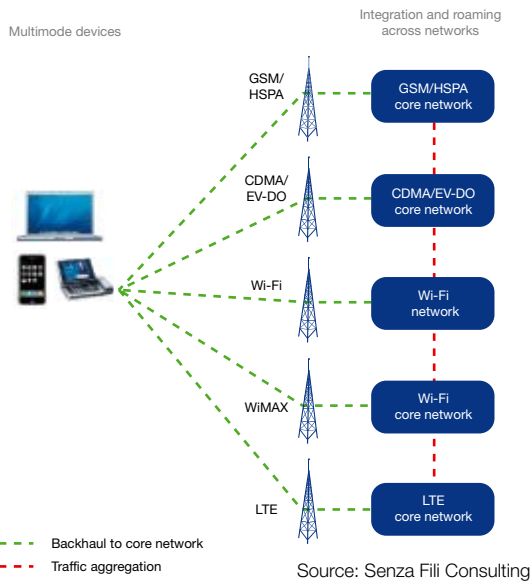 Multimode devices
Integration and roaming
across networks
GSM/
HSPA
GSM/HSPA
core network
CDMA/
EV-DO
CDMA/EV-DO
core network
Wi-Fi
Wi-Fi
network
WiMAX
Wi-Fi
core network
LTE
LTE
core network
Backhaul to core network
Traffic aggregation
Source: Senza Fili Consulting